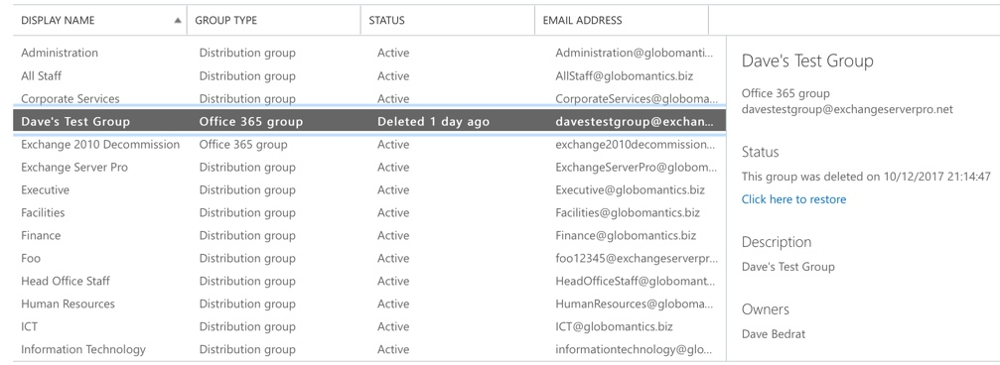 DISPLAY NAME GROUP TYPE STATUS EMAIL ADDRESS
Administration Distribution group Active Administration@globomanti...
All Staff Distribution group Active AllStaff@globomantics.biz
Corporate Services Distribution group Active CorporateServices@globoma...
Dave's Test Group Office 365 group Deleted 1 day ago davestestgroup@exchan...
Exchange 2010 Decommission Office 365 group Active exchange2010decommission...
Exchange Server Pro Distribution group Active ExchangeServerPro@globom...
Executive Distribution group Active Executive@globomantics.biz
Facilities Distribution group Active Facilities@globomantics.biz
Finance Distribution group Active Finance@globomantics.biz
Foo Distribution group Active foo12345@exchangeserverpr...
Head Office Staff Distribution group Active HeadOfficeStaff@globomant...
Human Resources Distribution group Active HumanResources@globoma...
ICT Distribution group Active ICT@globomantics.biz
Information Technology Distribution group Active informationtechnology@glo...
Dave's Test Group
Office 365 group
davestestgroup@exchangeserverpro.net
Status
This group was deleted on 10/12/2017 21:14:47
Click here to restore
Description
Dave's Test Group
Owners
Dave Bedrat